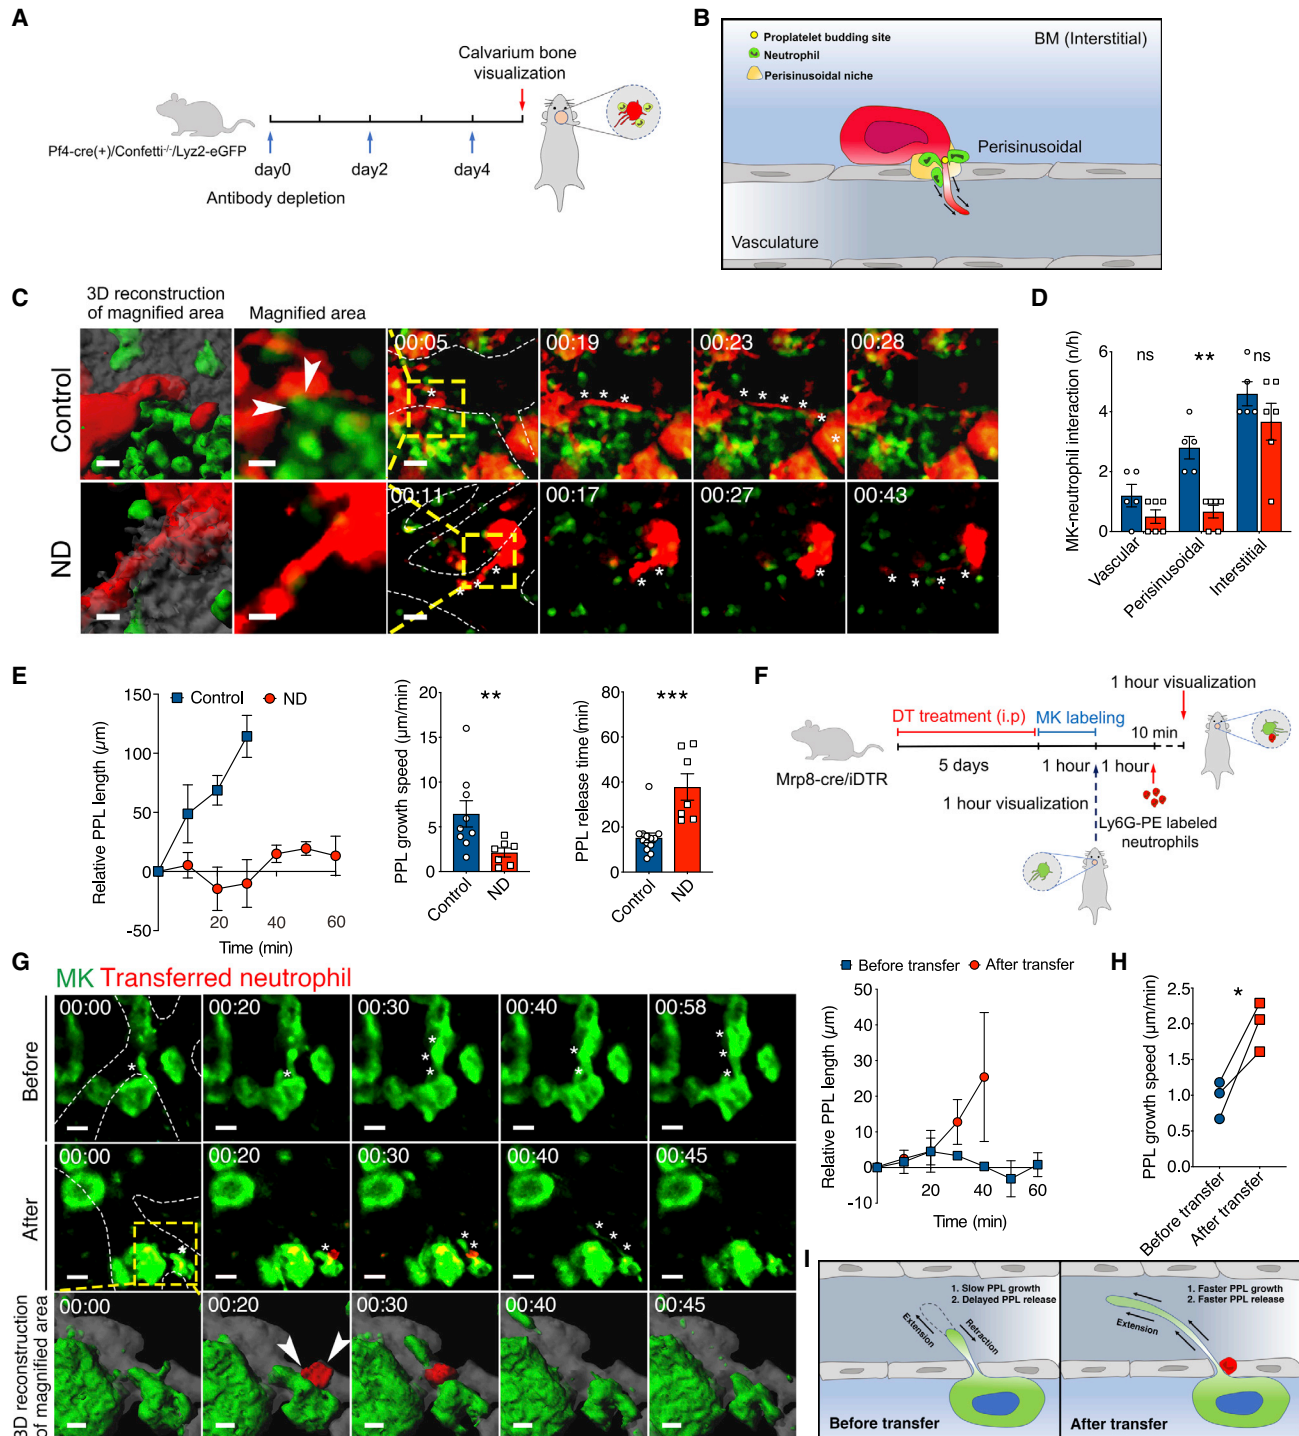 A
Calvarium bone
visualization
Pf4-cre(+)/Confetti-/-/Lyz2-eGFP
day0
day2
day4
Antibody depletion
B
Proplatelet budding site
Neutrophil
Perisinusoidal niche
BM (Interstitial)
Perisinusoidal
Vasculature
C
3D reconstruction
of magnified area
Magnified area
Control
00:05
00:19
00:23
00:28
ND
00:11
00:17
00:27
00:43
D
MK-neutrophil interaction (n/h)
6
4
2
0
ns
**
ns
Vascular
Perisinusoidal
Interstitial
E
Control
ND
Relative PPL length (µm)
150
100
50
0
-50
20
40
60
Time (min)
PPL growth speed (µm/min)
20
15
10
5
0
**
Control
ND
PPL release time (min)
80
60
40
20
0
***
Control
ND
F
1 hour visualization
DT treatment (i.p)
MK labeling
10 min
Mrp8-cre/iDTR
5 days
1 hour
1 hour
1 hour visualization
Ly6G-PE labeled
neutrophils
G
MK Transferred neutrophil
Before
00:00
00:20
00:30
00:40
00:58
After
00:00
00:20
00:30
00:40
00:45
3D reconstruction
of magnified area
00:00
00:20
00:30
00:40
00:45
Before transfer
After transfer
Relative PPL length (µm)
50
40
30
20
10
0
-10
20
40
60
Time (min)
H
PPL growth speed (µm/min)
2.5
2.0
1.5
1.0
0.5
0.0
*
Before transfer
After transfer
I
1. Slow PPL growth
2. Delayed PPL release
Extension
Retraction
Before transfer
1. Faster PPL growth
2. Faster PPL release
Extension
After transfer